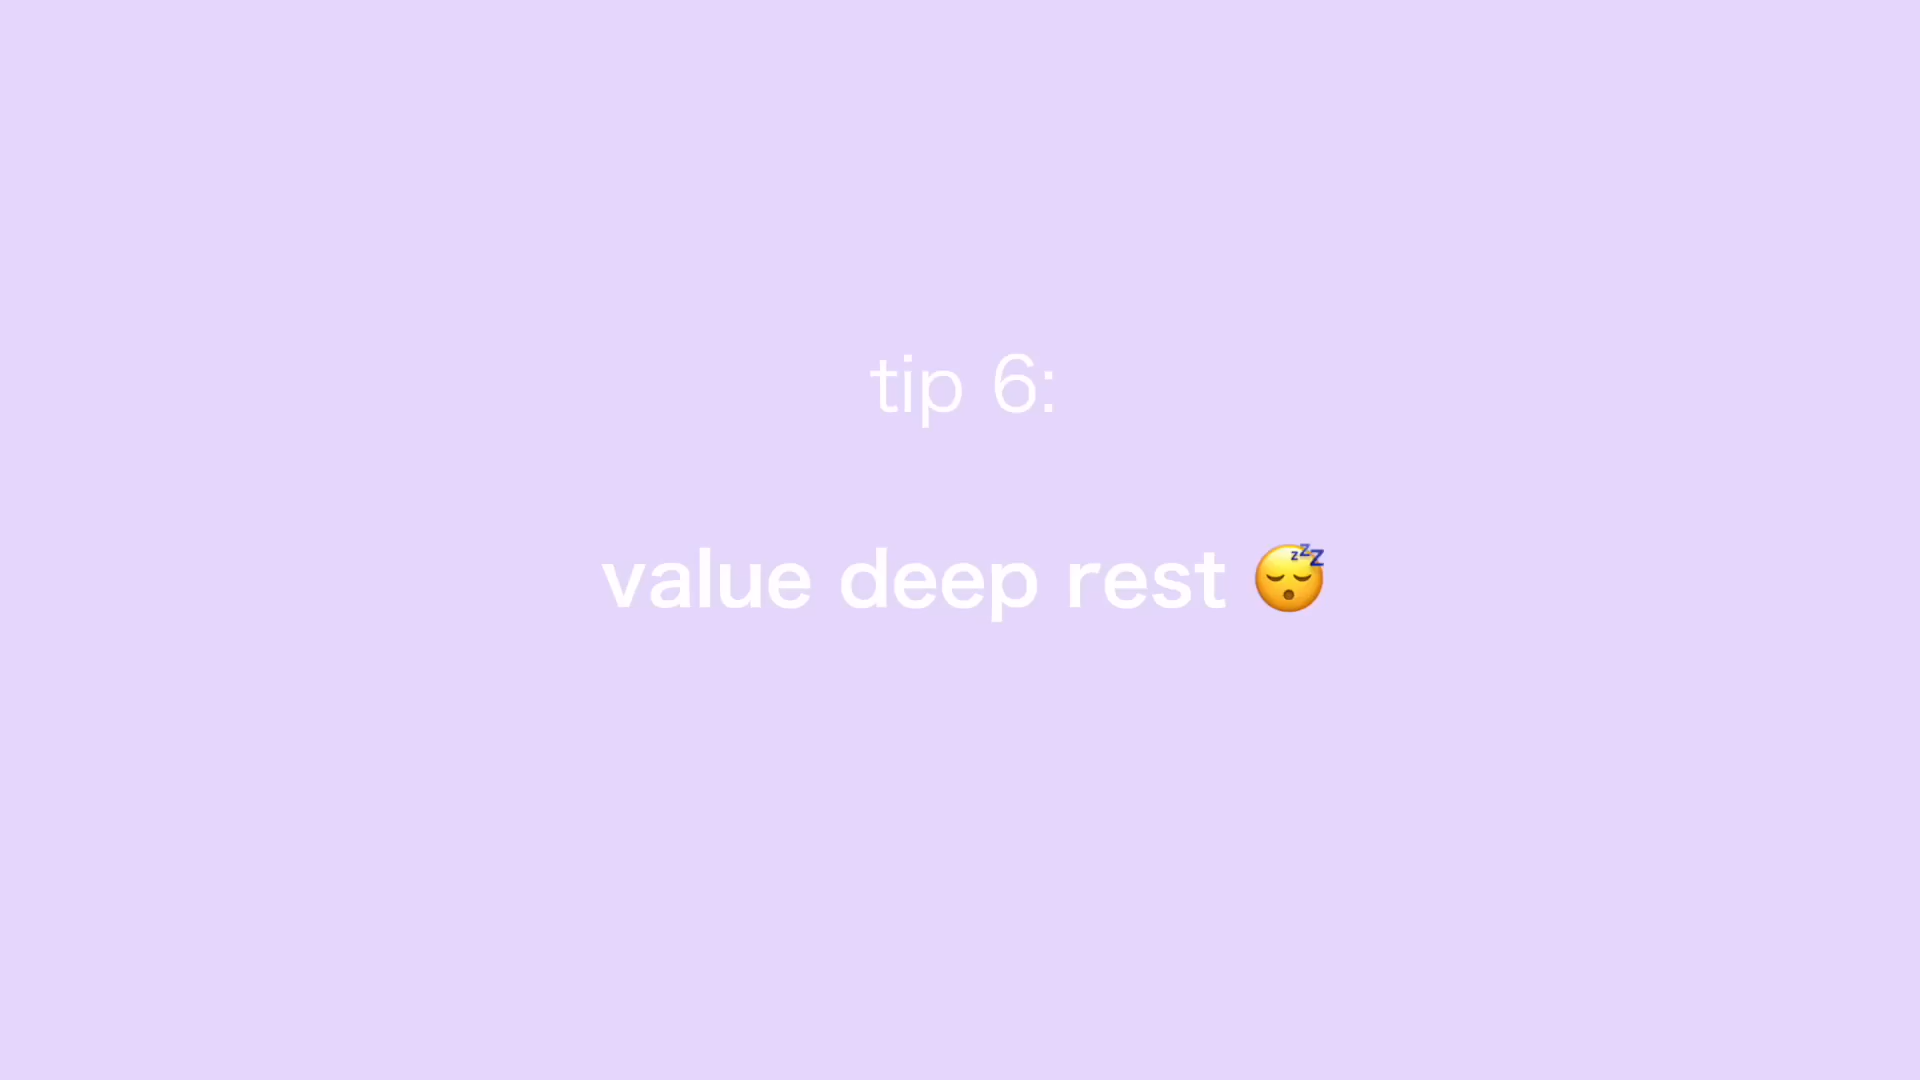 tip 6:
value deep rest 😴